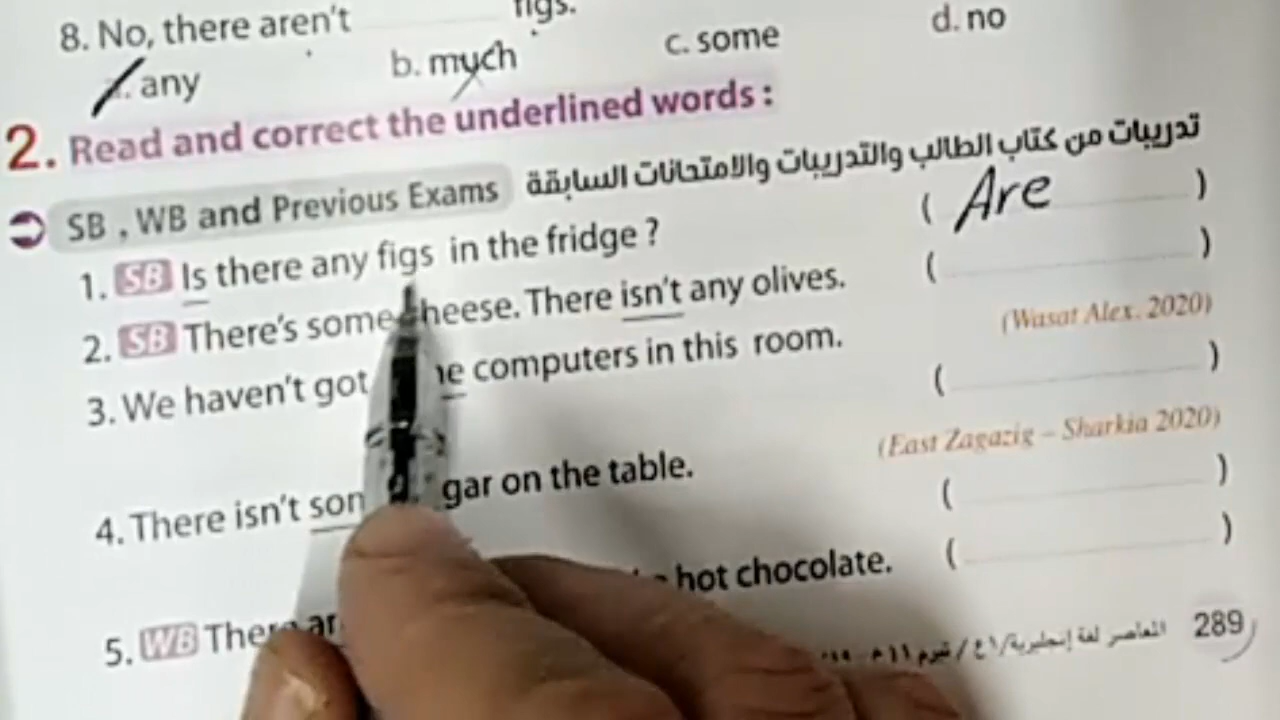 8. No, there aren't figs.
any b. much c. some d. no
2. Read and correct the underlined words :
SB , WB and Previous Exams تدريبات من كتاب الطالب والتدريبات والامتحانات السابقة
1. SB Is there any figs in the fridge ? ( Are )
2. SB There's some cheese. There isn't any olives. ( )
(Wasat Alex. 2020)
3. We haven't got computers in this room. ( )
(East Zagazig – Sharkia 2020)
4. There isn't on the table. ( )
5. WB hot chocolate. ( )
المعاصر لغة إنجليزية 289